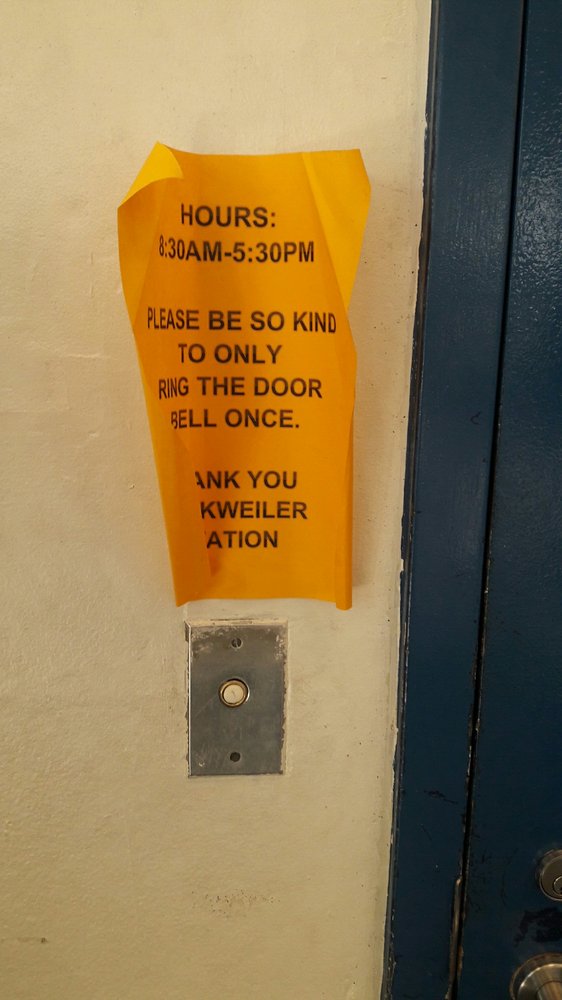 HOURS:
8:30AM-5:30PM
PLEASE BE SO KIND
TO ONLY
RING THE DOOR
BELL ONCE.
ANK YOU
KWEILER
ATION